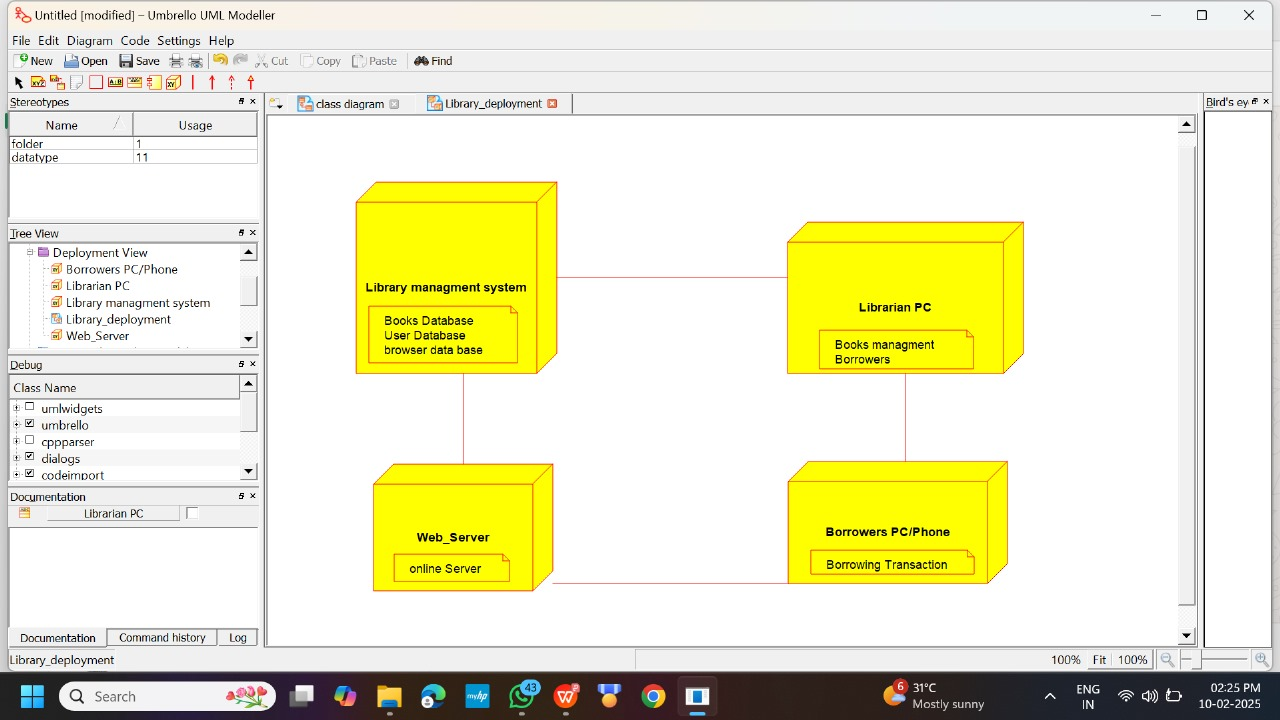 Untitled [modified] – Umbrello UML Modeller
File Edit Diagram Code Settings Help
New Open Save Cut Copy Paste Find
Stereotypes
Name Usage
folder 1
datatype 11
Tree View
Deployment View
Borrowers PC/Phone
Librarian PC
Library managment system
Library_deployment
Web_Server
Debug
Class Name
umlwidgets
umbrello
cppparser
dialogs
codeimport
Documentation
Librarian PC
Documentation Command history Log
class diagram Library_deployment
Bird's ey
Library managment system
Books Database
User Database
browser data base
Librarian PC
Books managment
Borrowers
Web_Server
online Server
Borrowers PC/Phone
Borrowing Transaction
Library_deployment
100% Fit 100%
Search
43
6
31°C
Mostly sunny
ENG
IN
02:25 PM
10-02-2025